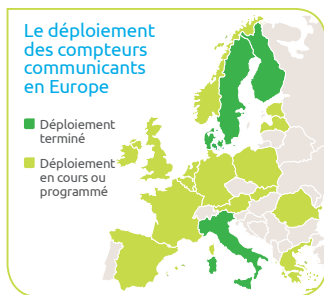 Le déploiement
des compteurs
communicants
en Europe
Déploiement
terminé
Déploiement
en cours ou
programmé